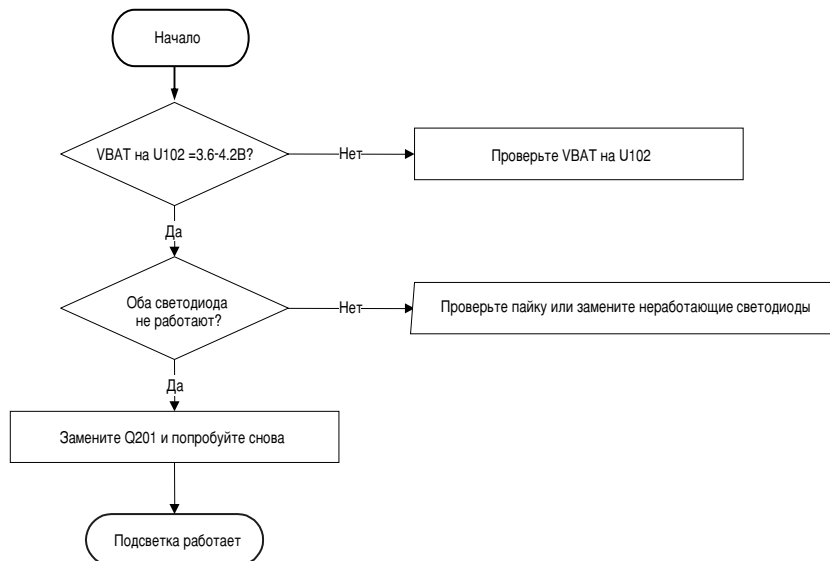 Начало
VBAT на U102 =3.6-4.2В?
Нет
Проверьте VBAT на U102
Да
Оба светодиода
не работают?
Нет
Проверьте пайку или замените неработающие светодиоды
Да
Замените Q201 и попробуйте снова
Подсветка работает